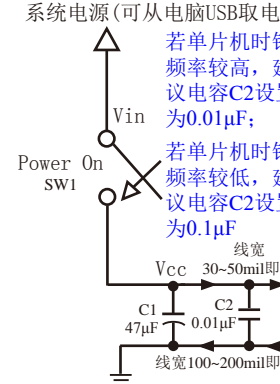 系统电源(可从电脑USB取电
若单片机时钟
频率较高，建
议电容C2设置
为0.01μF；
Vin
若单片机时钟
频率较低，建
议电容C2设置
为0.1μF
Power On
SW1
线宽
Vcc 30~50mil即
C1
47μF
C2
0.01μF
线宽100~200mil即